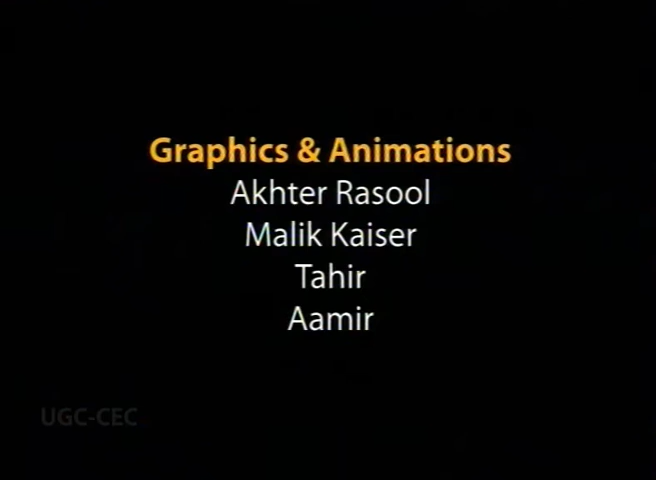 Graphics & Animations
Akhter Rasool
Malik Kaiser
Tahir
Aamir
UGC-CEC